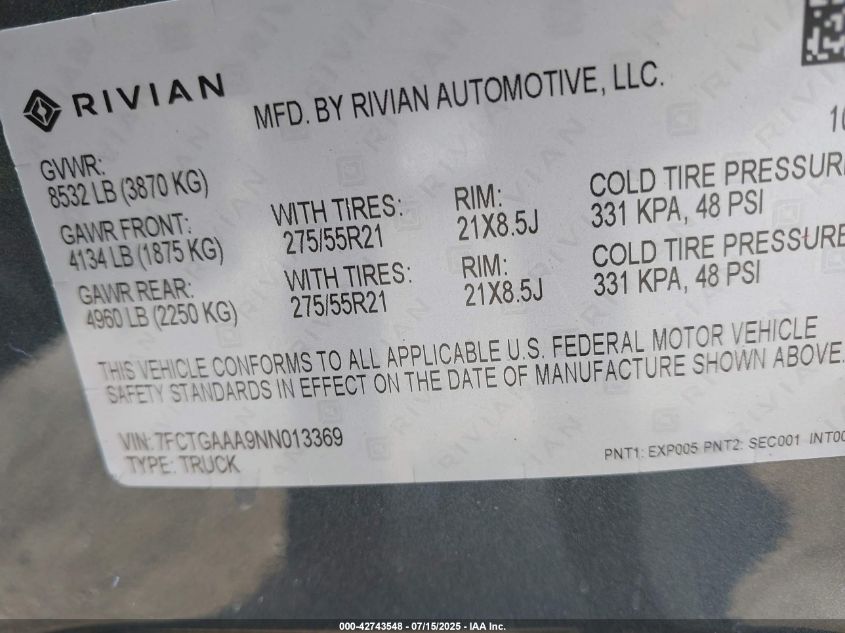 RIVIAN
MFD. BY RIVIAN AUTOMOTIVE, LLC.
10
GVWR:
8532 LB (3870 KG)
GAWR FRONT:
4134 LB (1875 KG)
WITH TIRES:
275/55R21
RIM:
21X8.5J
COLD TIRE PRESSURE
331 KPA, 48 PSI
GAWR REAR:
4960 LB (2250 KG)
WITH TIRES:
275/55R21
RIM:
21X8.5J
COLD TIRE PRESSURE
331 KPA, 48 PSI
THIS VEHICLE CONFORMS TO ALL APPLICABLE U.S. FEDERAL MOTOR VEHICLE
SAFETY STANDARDS IN EFFECT ON THE DATE OF MANUFACTURE SHOWN ABOVE.
VIN: 7FCTGAAA9NN013369
TYPE: TRUCK
PNT1: EXP005 PNT2: SEC001 INT00
000-42743548 - 07/15/2025 - IAA Inc.